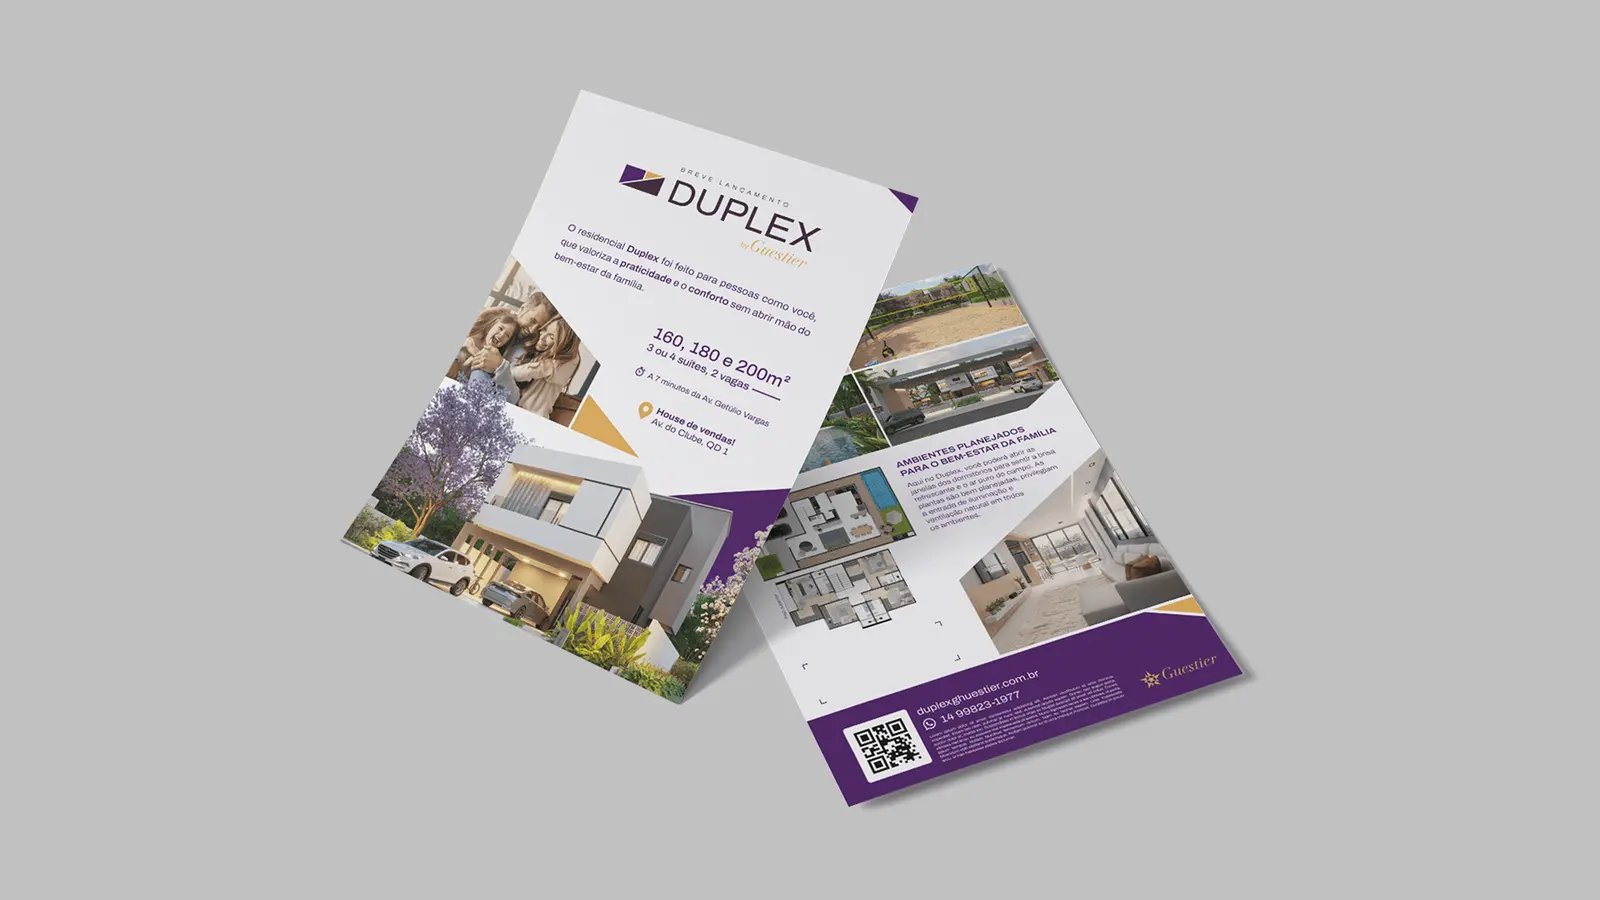 BREVE LANÇAMENTO
DUPLEX
by Guestier
O residencial Duplex foi feito para pessoas como você,
que valoriza a praticidade e o conforto sem abrir mão do
bem-estar da família.
160, 180 e 200m²
3 ou 4 suítes, 2 vagas
A 7 minutos da Av. Getúlio Vargas
House de vendas!
Av. do Clube, QD 1
AMBIENTES PLANEJADOS
PARA O BEM-ESTAR DA FAMÍLIA
Aqui no Duplex, você poderá abrir as
janelas dos dormitórios para sentir a brisa
refrescante e o ar puro do campo. As
plantas são bem planejadas, privilegiam
a entrada de iluminação e
ventilação natural em todos
os ambientes.
duplexghuestier.com.br
14 99823-1977
Guestier